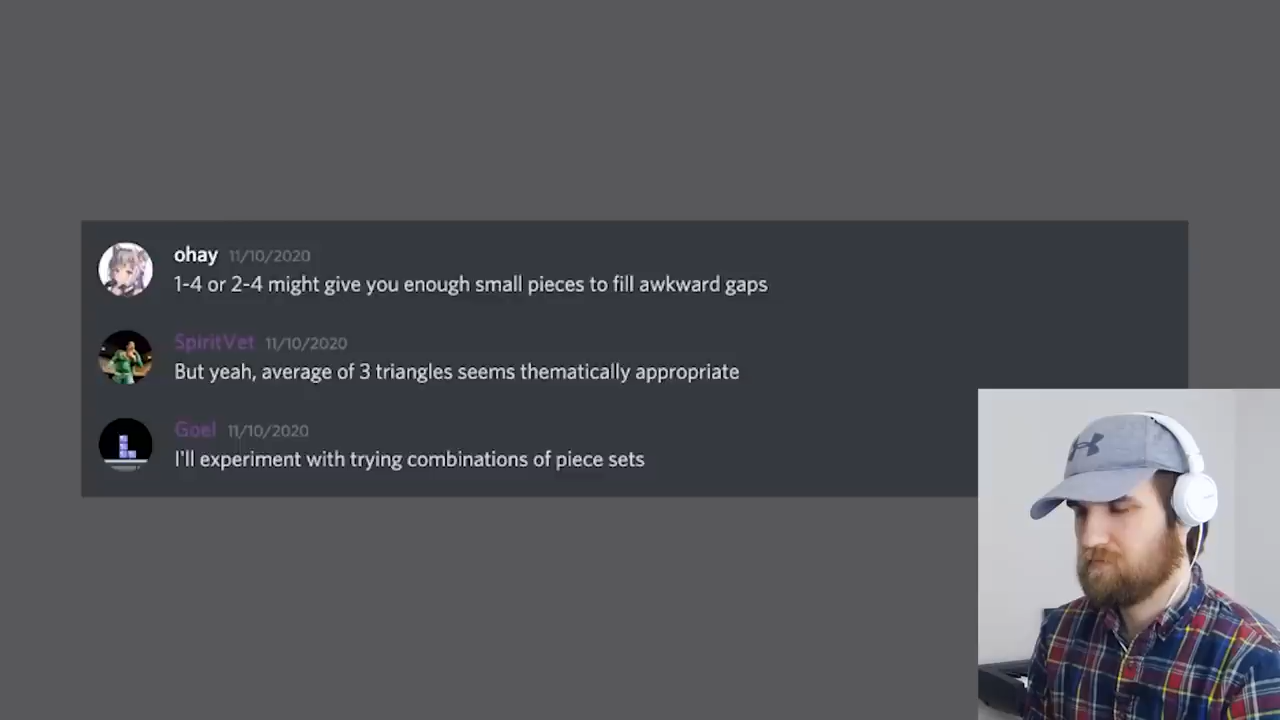 ohay 11/10/2020
1-4 or 2-4 might give you enough small pieces to fill awkward gaps
SpiritVet 11/10/2020
But yeah, average of 3 triangles seems thematically appropriate
Goel 11/10/2020
I'll experiment with trying combinations of piece sets